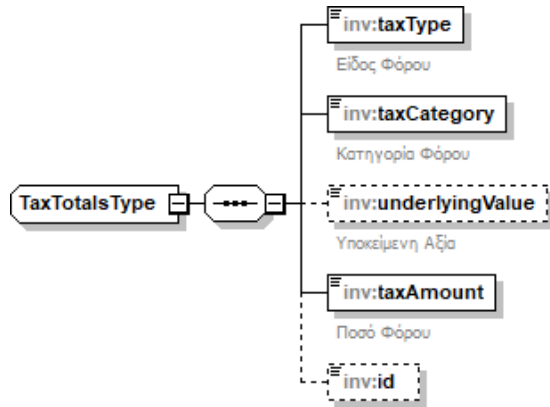 inv:taxType
Είδος Φόρου
inv:taxCategory
Κατηγορία Φόρου
TaxTotalsType
inv:underlyingValue
Υποκείμενη Αξία
inv:taxAmount
Ποσό Φόρου
inv:id